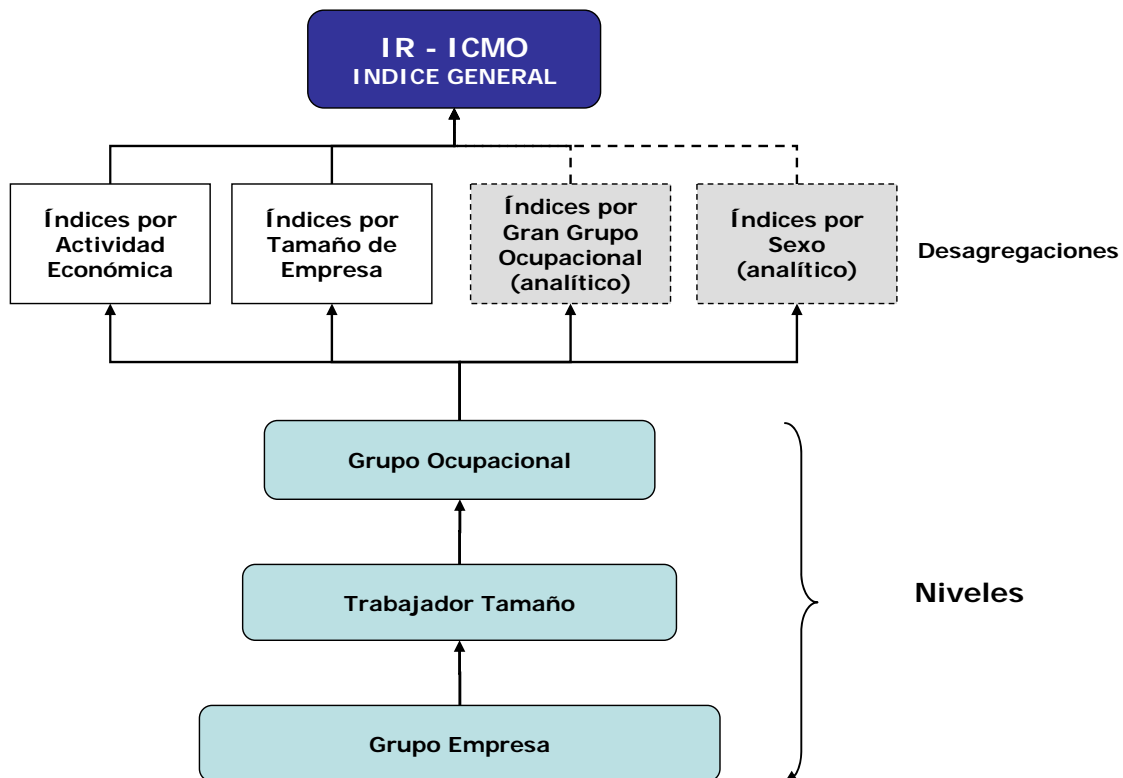 IR - ICMO
INDICE GENERAL
Índices por
Actividad
Económica
Índices por
Tamaño de
Empresa
Índices por
Gran Grupo
Ocupacional
(analítico)
Índices por
Sexo
(analítico)
Desagregaciones
Grupo Ocupacional
Trabajador Tamaño
Niveles
Grupo Empresa